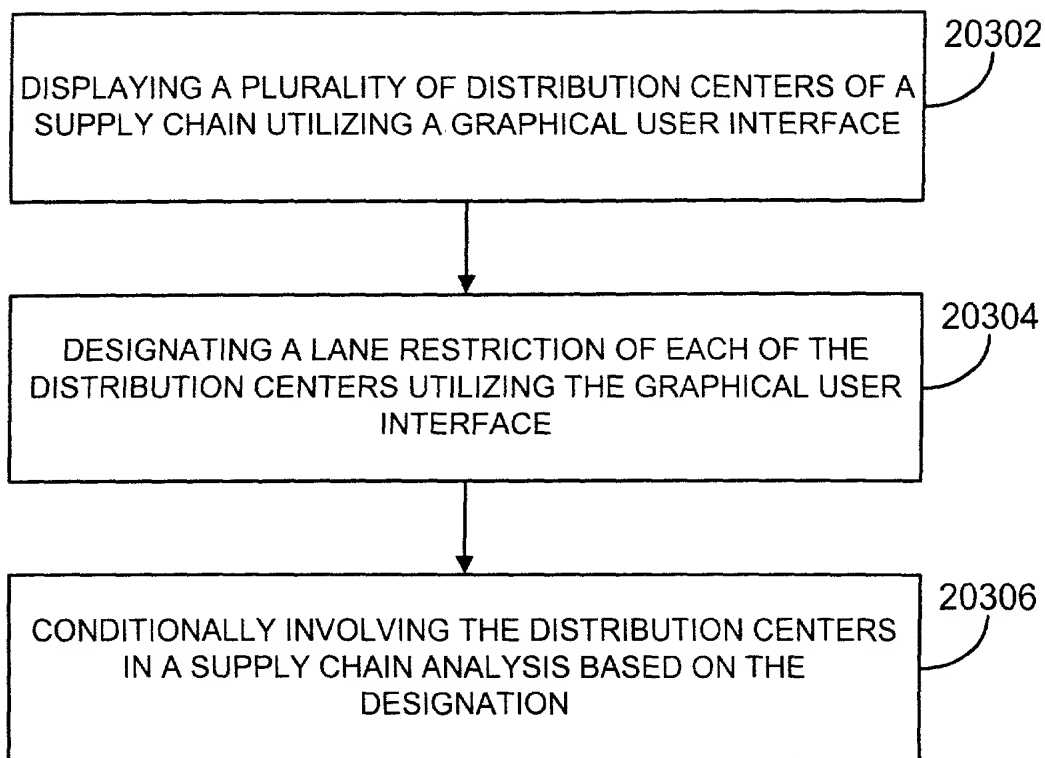 20302
DISPLAYING A PLURALITY OF DISTRIBUTION CENTERS OF A
SUPPLY CHAIN UTILIZING A GRAPHICAL USER INTERFACE
20304
DESIGNATING A LANE RESTRICTION OF EACH OF THE
DISTRIBUTION CENTERS UTILIZING THE GRAPHICAL USER
INTERFACE
20306
CONDITIONALLY INVOLVING THE DISTRIBUTION CENTERS
IN A SUPPLY CHAIN ANALYSIS BASED ON THE
DESIGNATION